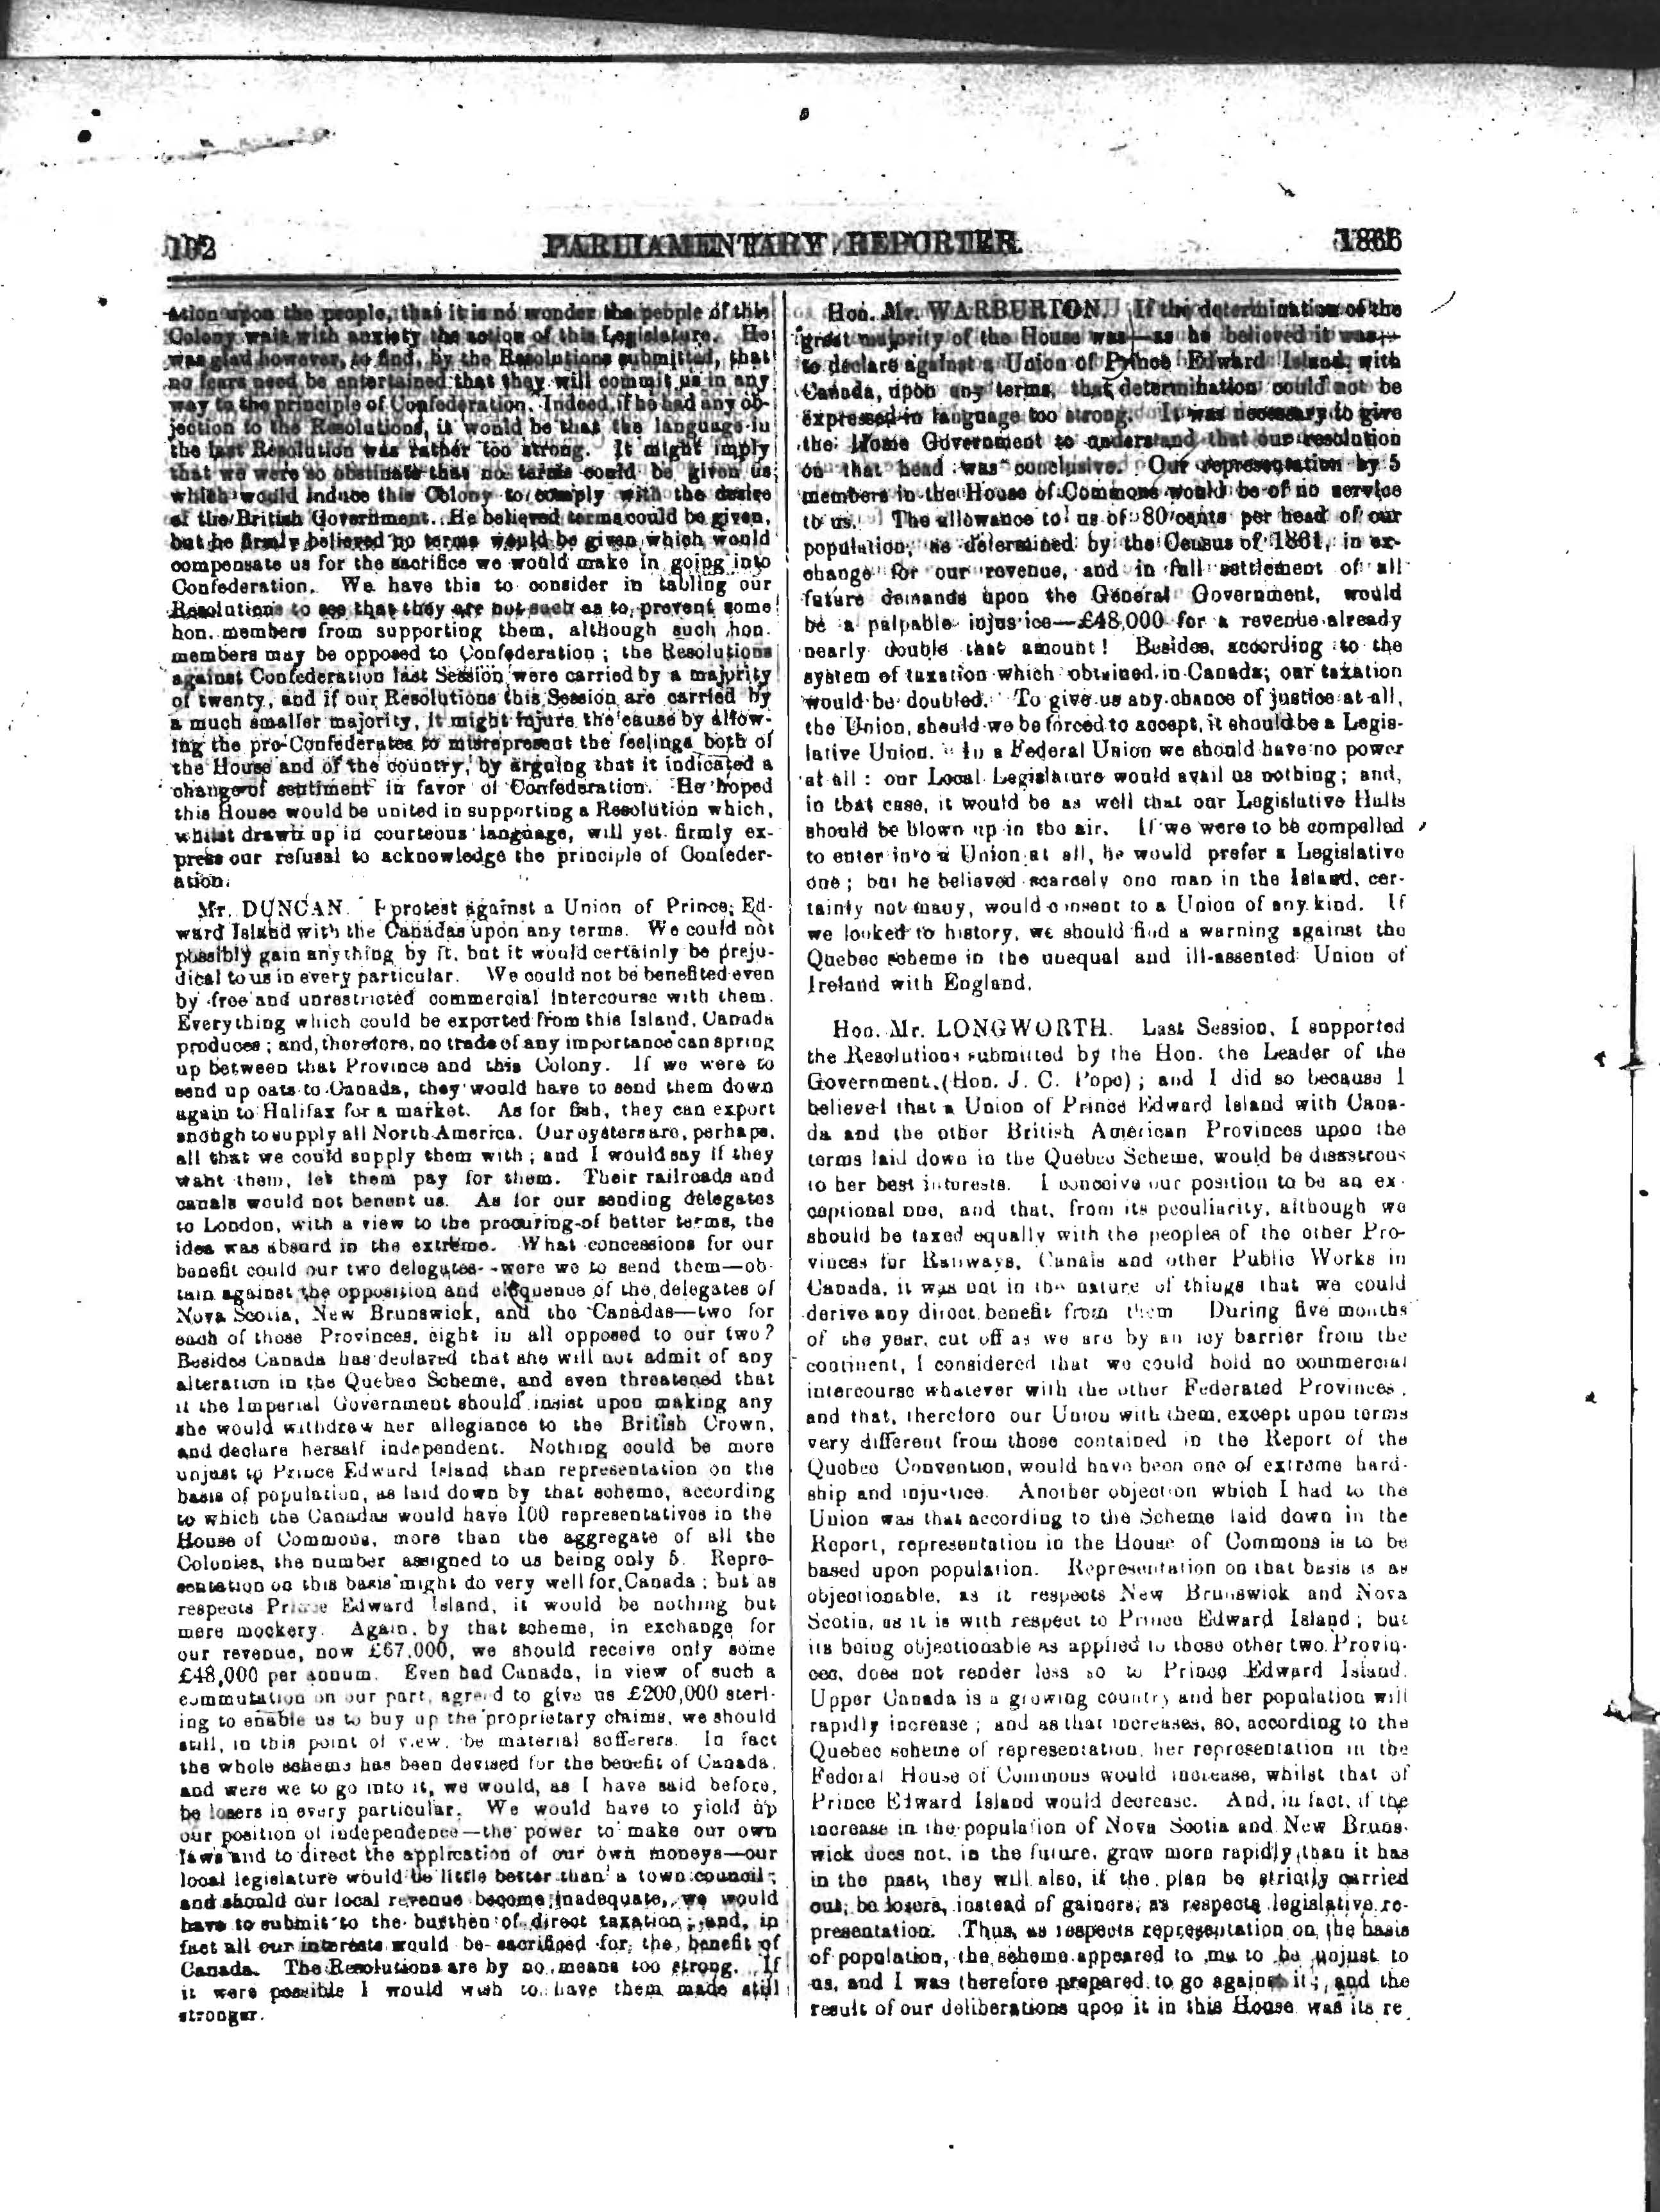 102 PARLIAMENTARY REPORTER. 1866
ation upon the people, that it is no wonder the people of this
Colony wait with anxiety the action of this Legislature. He
was glad however, to find, by the Resolutions submitted, that
no fears need be entertained that they will commit us in any
way to the principle of Confederation. Indeed, if he had any ob-
jection to the Resolutions, it would be that the language in
the last Resolution was rather too strong. It might imply
that we were so obstinate that no terms could be given us,
which would induce this Colony to comply with the desire
of the British Government. He believed terms could be given,
but he firmly believed no terms would be given which would
compensate us for the sacrifice we would make in going into
Confederation. We have this to consider in tabling our
Resolutions to see that they are not such as to prevent some
hon. members from supporting them, although such hon.
members may be opposed to Confederation; the Resolutions
against Confederation last Session were carried by a majority
of twenty, and if our Resolutions this Session are carried by
a much smaller majority, it might injure the cause by allow-
ing the pro-Confederates to misrepresent the feelings both of
the House and of the country, by arguing that it indicated a
change of sentiment in favor of Confederation. He hoped
this House would be united in supporting a Resolution which,
whilst drawn up in courteous language, will yet firmly ex-
press our refusal to acknowledge the principle of Confeder-
ation.
Mr. DUNCAN. I protest against a Union of Prince Ed-
ward Island with the Canadas upon any terms. We could not
possibly gain anything by it, but it would certainly be preju-
dical to us in every particular. We could not be benefited even
by free and unrestricted commercial intercourse with them.
Everything which could be exported from this Island, Canada
produces; and, therefore, no trade of any importance can spring
up between that Province and this Colony. If we were to
send up oats to Canada, they would have to send them down
again to Halifax for a market. As for fish, they can export
enough to supply all North America. Our oysters are, perhaps,
all that we could supply them with; and I would say if they
want them, let them pay for them. Their railroads and
canals would not benefit us. As for our sending delegates
to London, with a view to the procuring of better terms, the
idea was absurd in the extreme. What concessions for our
benefit could our two delegates--were we to send them—ob-
tain against the opposition and eloquence of the delegates of
Nova Scotia, New Brunswick, and the Canadas—two for
each of those Provinces, eight in all opposed to our two?
Besides Canada has declared that she will not admit of any
alteration in the Quebec Scheme, and even threatened that
if the Imperial Government should insist upon making any
she would withdraw her allegiance to the British Crown,
and declare herself independent. Nothing could be more
unjust to Prince Edward Island than representation on the
basis of population, as laid down by that scheme, according
to which the Canadas would have 100 representatives in the
House of Commons, more than the aggregate of all the
Colonies, the number assigned to us being only 5. Repre-
sentation on this basis might do very well for Canada; but as
respects Prince Edward Island, it would be nothing but
mere mockery. Again, by that scheme, in exchange for
our revenue, now £67,000, we should receive only some
£48,000 per annum. Even had Canada, in view of such a
commutation on our part, agreed to give us £200,000 sterl-
ing to enable us to buy up the proprietary claims, we should
still, in this point of view, be material sufferers. In fact
the whole scheme has been devised for the benefit of Canada,
and were we to go into it, we would, as I have said before,
be losers in every particular. We would have to yield up
our position of independence—the power to make our own
laws and to direct the application of our own moneys—our
local legislature would be little better than a town council;
and should our local revenue become inadequate, we would
have to submit to the burthen of direct taxation; and, in
fact all our interests would be sacrificed for the benefit of
Canada. The Resolutions are by no means too strong. If
it were possible I would wish to have them made still
stronger.
Hon. Mr. WARBURTON. If the determination of the
great majority of the House was—as he believed it was—
to declare against a Union of Prince Edward Island with
Canada, upon any terms, that determination could not be
expressed in language too strong. It was necessary to give
the Home Government to understand that our resolution
on that head was conclusive. Our representation by 5
members in the House of Commons would be of no service
to us. The allowance to us of 80 cents per head of our
population, as determined by the Census of 1861, in ex-
change for our revenue, and in full settlement of all
future demands upon the General Government, would
be a palpable injustice—£48,000 for a revenue already
nearly double that amount! Besides, according to the
system of taxation which obtained in Canada; our taxation
would be doubled. To give us any chance of justice at all,
the Union, should we be forced to accept, it should be a Legis-
lative Union. In a Federal Union we should have no power
at all: our Local Legislature would avail us nothing; and,
in that case, it would be as well that our Legislative Halls
should be blown up in the air. If we were to be compelled
to enter into a Union at all, he would prefer a Legislative
one; but he believed scarcely one man in the Island, cer-
tainly not many, would consent to a Union of any kind. If
we looked to history, we should find a warning against the
Quebec scheme in the unequal and ill-assented Union of
Ireland with England.
Hon. Mr. LONGWORTH. Last Session, I supported
the Resolutions submitted by the Hon. the Leader of the
Government, (Hon. J. C. Pope); and I did so because I
believed that a Union of Prince Edward Island with Cana-
da and the other British American Provinces upon the
terms laid down in the Quebec Scheme, would be disastrous
to her best interests. I conceive our position to be an ex-
ceptional one, and that, from its peculiarity, although we
should be taxed equally with the peoples of the other Pro-
vinces for Railways, Canals and other Public Works in
Canada, it was not in the nature of things that we could
derive any direct benefit from them During five months
of the year, cut off as we are by an icy barrier from the
continent, I considered that we could hold no commercial
intercourse whatever with the other Federated Provinces,
and that, therefore our Union with them, except upon terms
very different from those contained in the Report of the
Quebec Convention, would have been one of extreme hard-
ship and injustice. Another objection which I had to the
Union was that according to the Scheme laid down in the
Report, representation in the House of Commons is to be
based upon population. Representation on that basis is as
objectionable, as it respects New Brunswick and Nova
Scotia, as it is with respect to Prince Edward Island; but
its being objectionable as applied to those other two Provin-
ces, does not render less so to Prince Edward Island.
Upper Canada is a growing country and her population will
rapidly increase; and as that increases, so, according to the
Quebec scheme of representation, her representation in the
Federal House of Commons would increase, whilst that of
Prince Edward Island would decrease. And, in fact, if the
increase in the population of Nova Scotia and New Bruns-
wick does not, in the future, grow more rapidly than it has
in the past, they will also, if the plan be strictly carried
out, be losers, instead of gainers, as respects legislative re-
presentation. Thus, as respects representation on the basis
of population, the scheme appeared to me to be unjust to
us, and I was therefore prepared to go against it; and the
result of our deliberations upon it in this House was its re